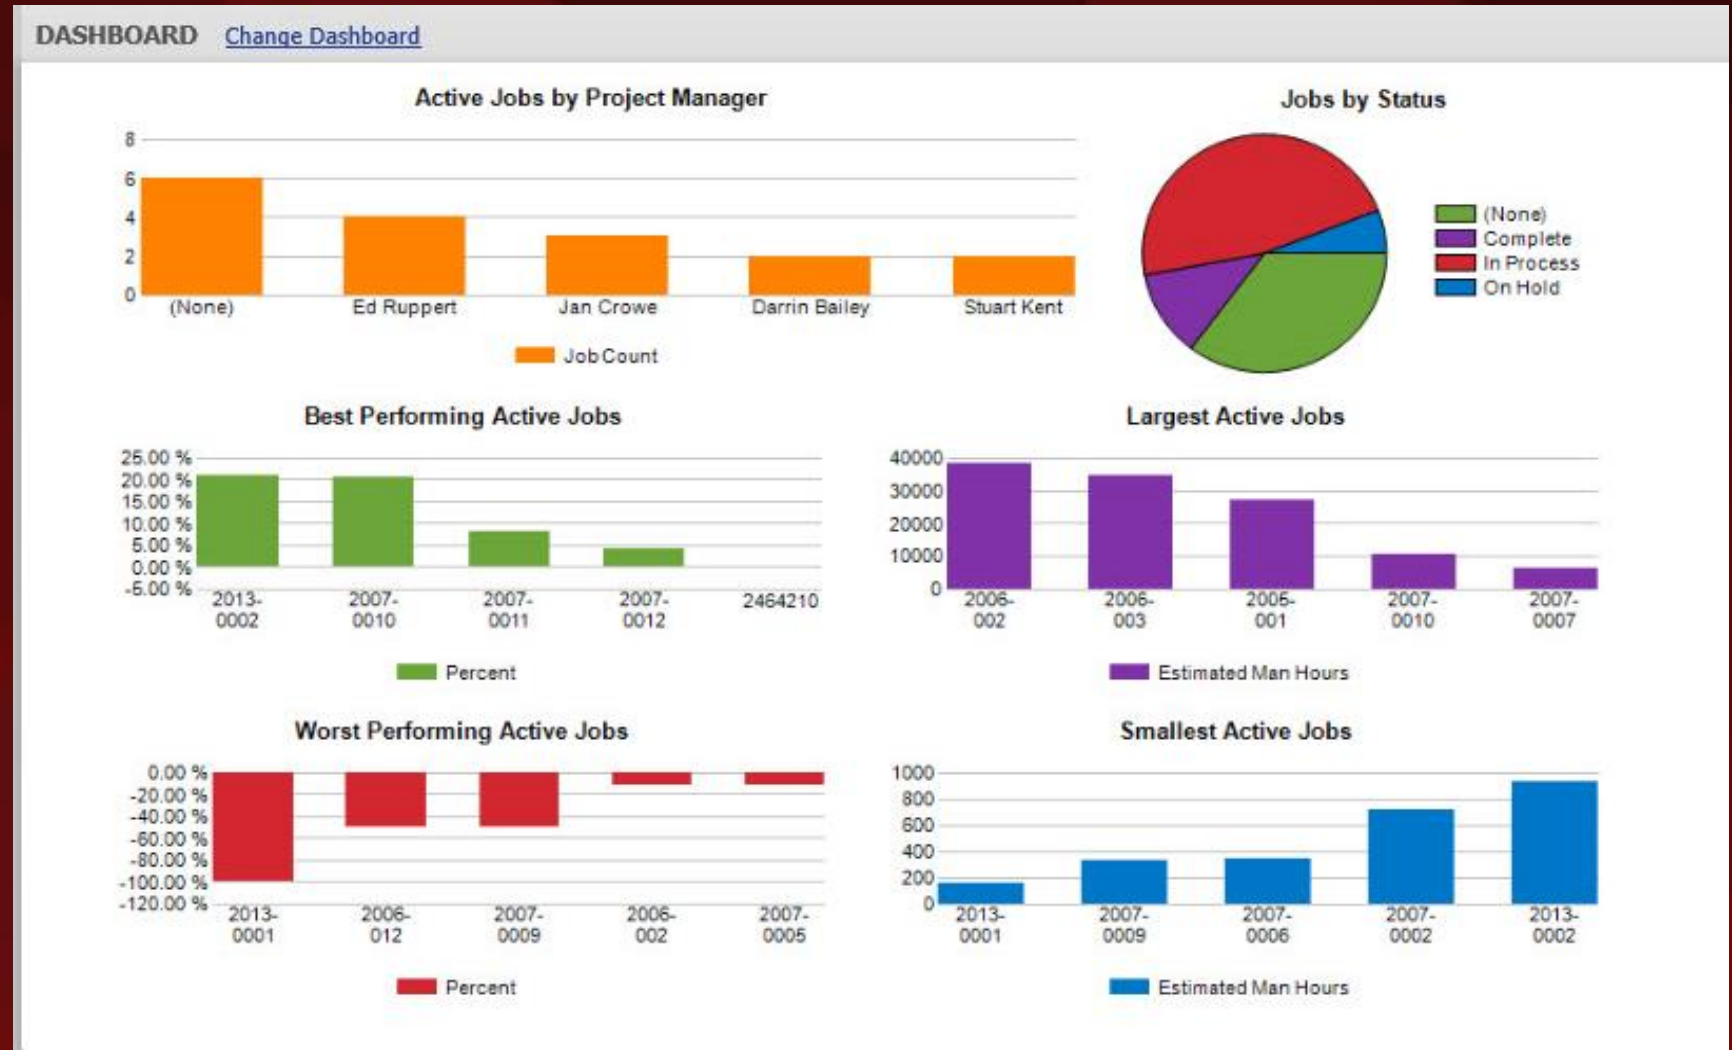 DASHBOARD Change Dashboard
Active Jobs by Project Manager
8
6
4
2
0
(None) Ed Ruppert Jan Crowe Darrin Bailey Stuart Kent
Job Count
Jobs by Status
(None)
Complete
In Process
On Hold
Best Performing Active Jobs
25.00 %
20.00 %
15.00 %
10.00 %
5.00 %
0.00 %
-5.00 %
2013- 2007- 2007- 2007- 2464210
0002 0010 0011 0012
Percent
Largest Active Jobs
40000
30000
20000
10000
0
2006- 2006- 2005- 2007- 2007-
002 003 001 0010 0007
Estimated Man Hours
Worst Performing Active Jobs
0.00 %
-20.00 %
-40.00 %
-60.00 %
-80.00 %
-100.00 %
-120.00 %
2013- 2006- 2007- 2006- 2007-
0001 012 0009 002 0005
Percent
Smallest Active Jobs
1000
800
600
400
200
0
2013- 2007- 2007- 2007- 2013-
0001 0009 0006 0002 0002
Estimated Man Hours